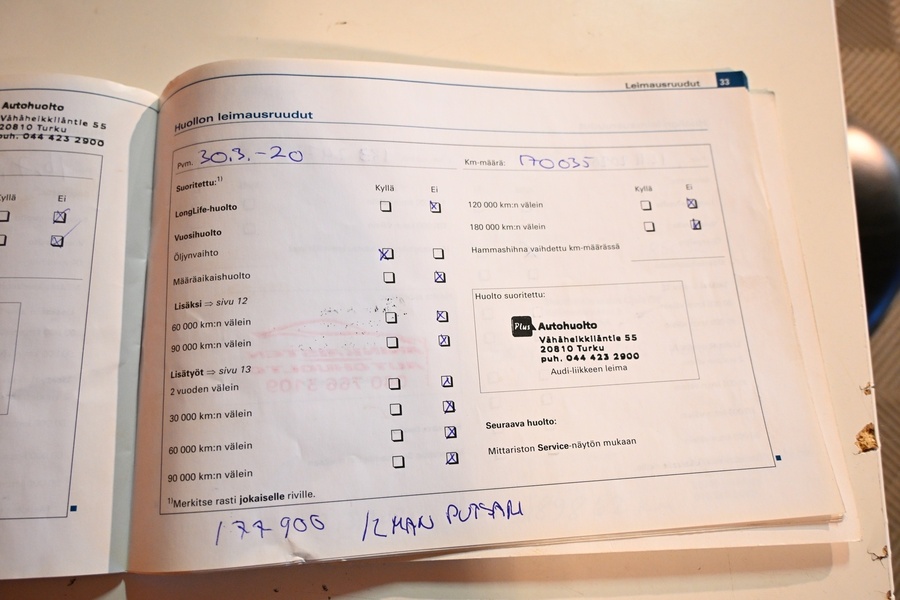 Autohuolto
Vähäheikkiläntie 55
20810 Turku
puh. 044 423 2900
Ei
Leimausruudut 33
Huollon leimausruudut
Pvm. 30.3.-20
Km-määrä: 170035
Suoritettu:1)
Kyllä Ei
LongLife-huolto
Vuosihuolto
Öljynvaihto
Määräaikaishuolto
Lisäksi ⇒ sivu 12
60 000 km:n välein
90 000 km:n välein
Lisätyöt ⇒ sivu 13
2 vuoden välein
30 000 km:n välein
60 000 km:n välein
90 000 km:n välein
1)Merkitse rasti jokaiselle riville.
Kyllä Ei
120 000 km:n välein
180 000 km:n välein
Hammashihna vaihdettu km-määrässä
Huolto suoritettu:
Plus Autohuolto
Vähäheikkiläntie 55
20810 Turku
puh. 044 423 2900
Audi-liikkeen leima
Seuraava huolto:
Mittariston Service-näytön mukaan
177900 ILMAN